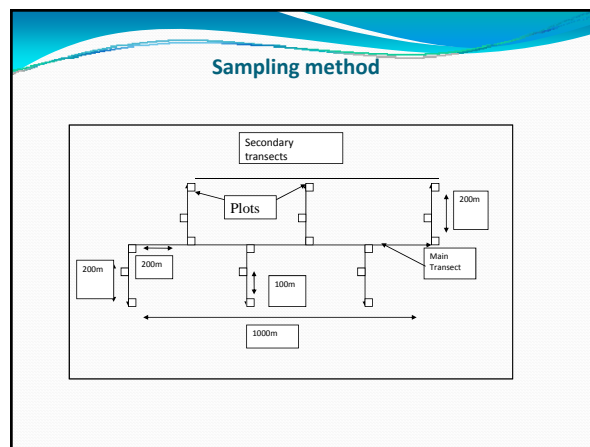 Sampling method
Secondary
transects
Plots
200m
Main
Transect
200m
200m
100m
1000m